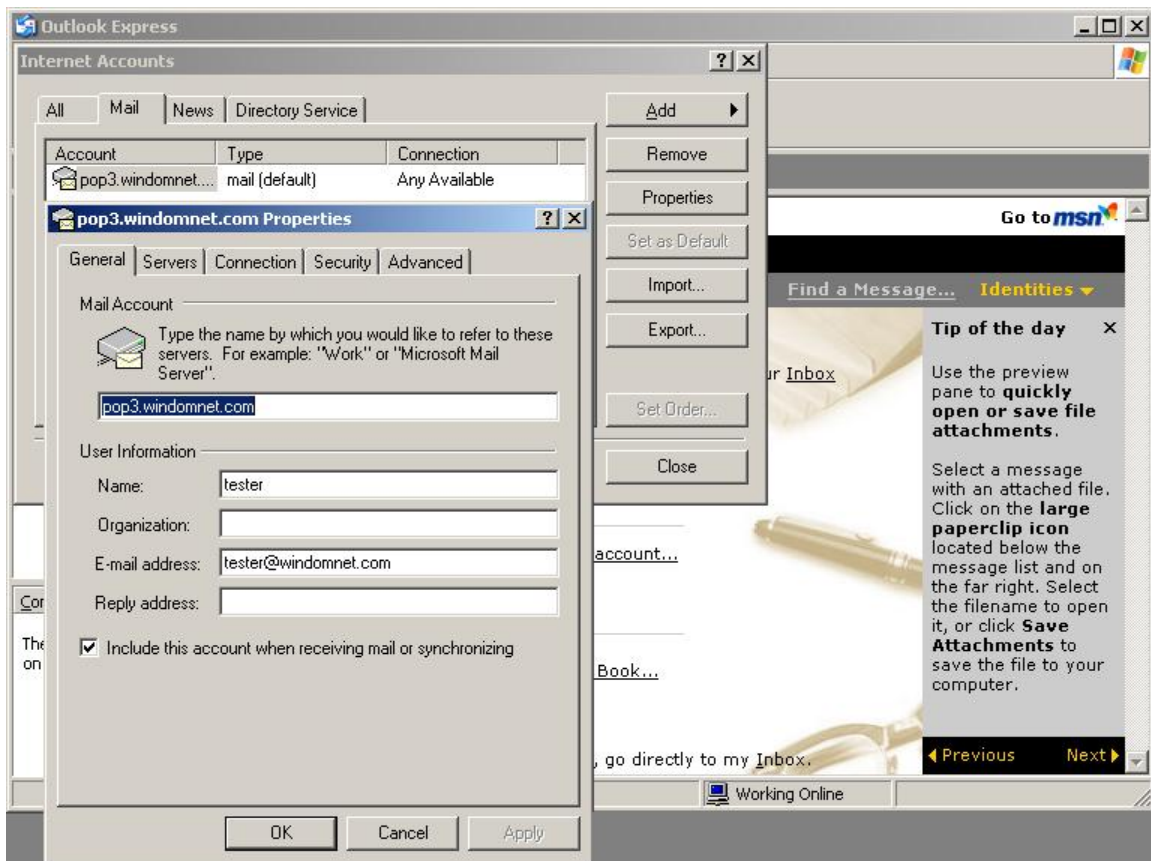 Outlook Express
Internet Accounts
All Mail News Directory Service
Add
Account Type Connection
Remove
pop3.windomnet.... mail (default) Any Available
Properties
pop3.windomnet.com Properties
Go to msn
Set as Default
General Servers Connection Security Advanced
Import...
Find a Message... Identities
Mail Account
Type the name by which you would like to refer to these
servers. For example: "Work" or "Microsoft Mail
Server".
Export...
pop3.windomnet.com
Set Order...
User Information
Close
Name: tester
Organization:
E-mail address: tester@windomnet.com
Reply address:
Include this account when receiving mail or synchronizing
OK Cancel Apply
Inbox
account...
Book...
, go directly to my Inbox.
Tip of the day
Use the preview
pane to quickly
open or save file
attachments.
Select a message
with an attached file.
Click on the large
paperclip icon
located below the
message list and on
the far right. Select
the filename to open
it, or click Save
Attachments to
save the file to your
computer.
Previous Next
The
on
Working Online